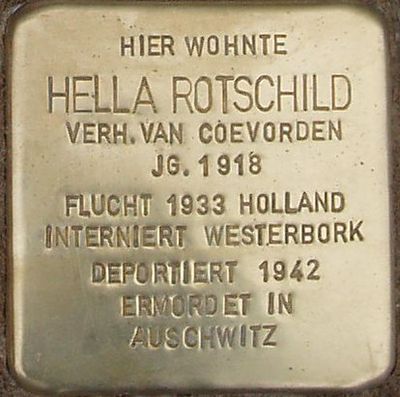 HIER WOHNTE
HELLA ROTSCHILD
VERH. VAN COEVORDEN
JG. 1918
FLUCHT 1933 HOLLAND
INTERNIERT WESTERBORK
DEPORTIERT 1942
ERMORDET IN
AUSCHWITZ